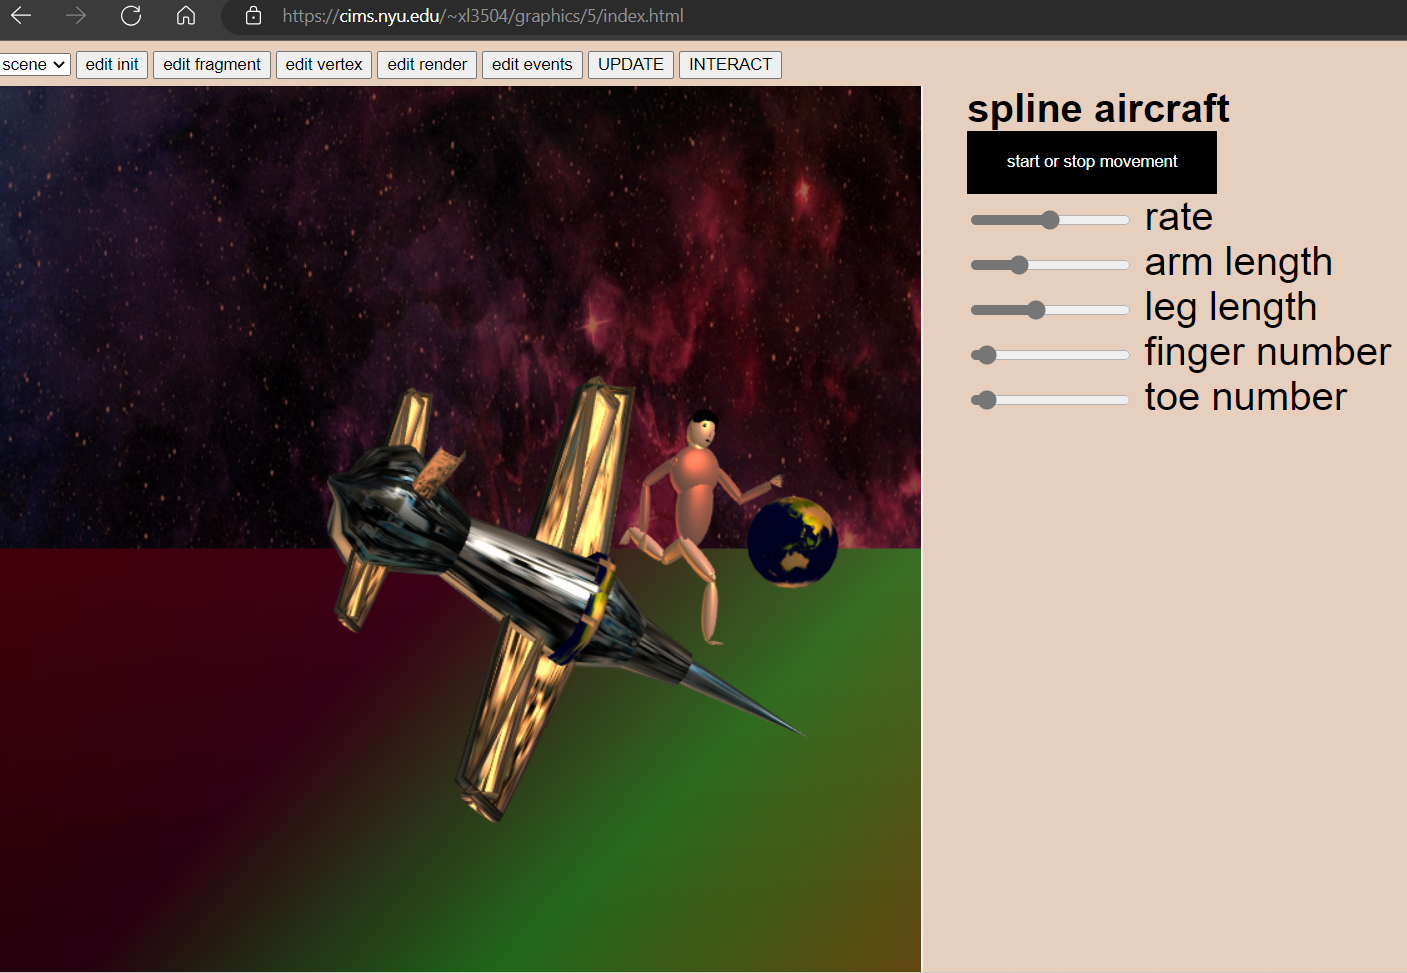 https://cims.nyu.edu/~xl3504/graphics/5/index.html
scene edit init edit fragment edit vertex edit render edit events UPDATE INTERACT
spline aircraft
start or stop movement
rate
arm length
leg length
finger number
toe number